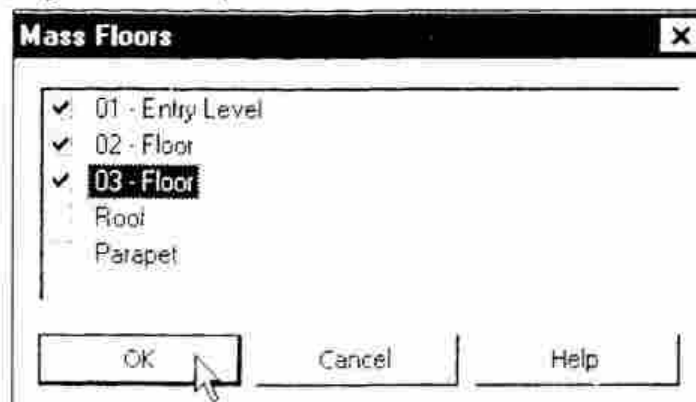 Mass Floors
01 - Entry Level
02 - Floor
03 - Floor
Roof
Parapet
OK
Cancel
Help